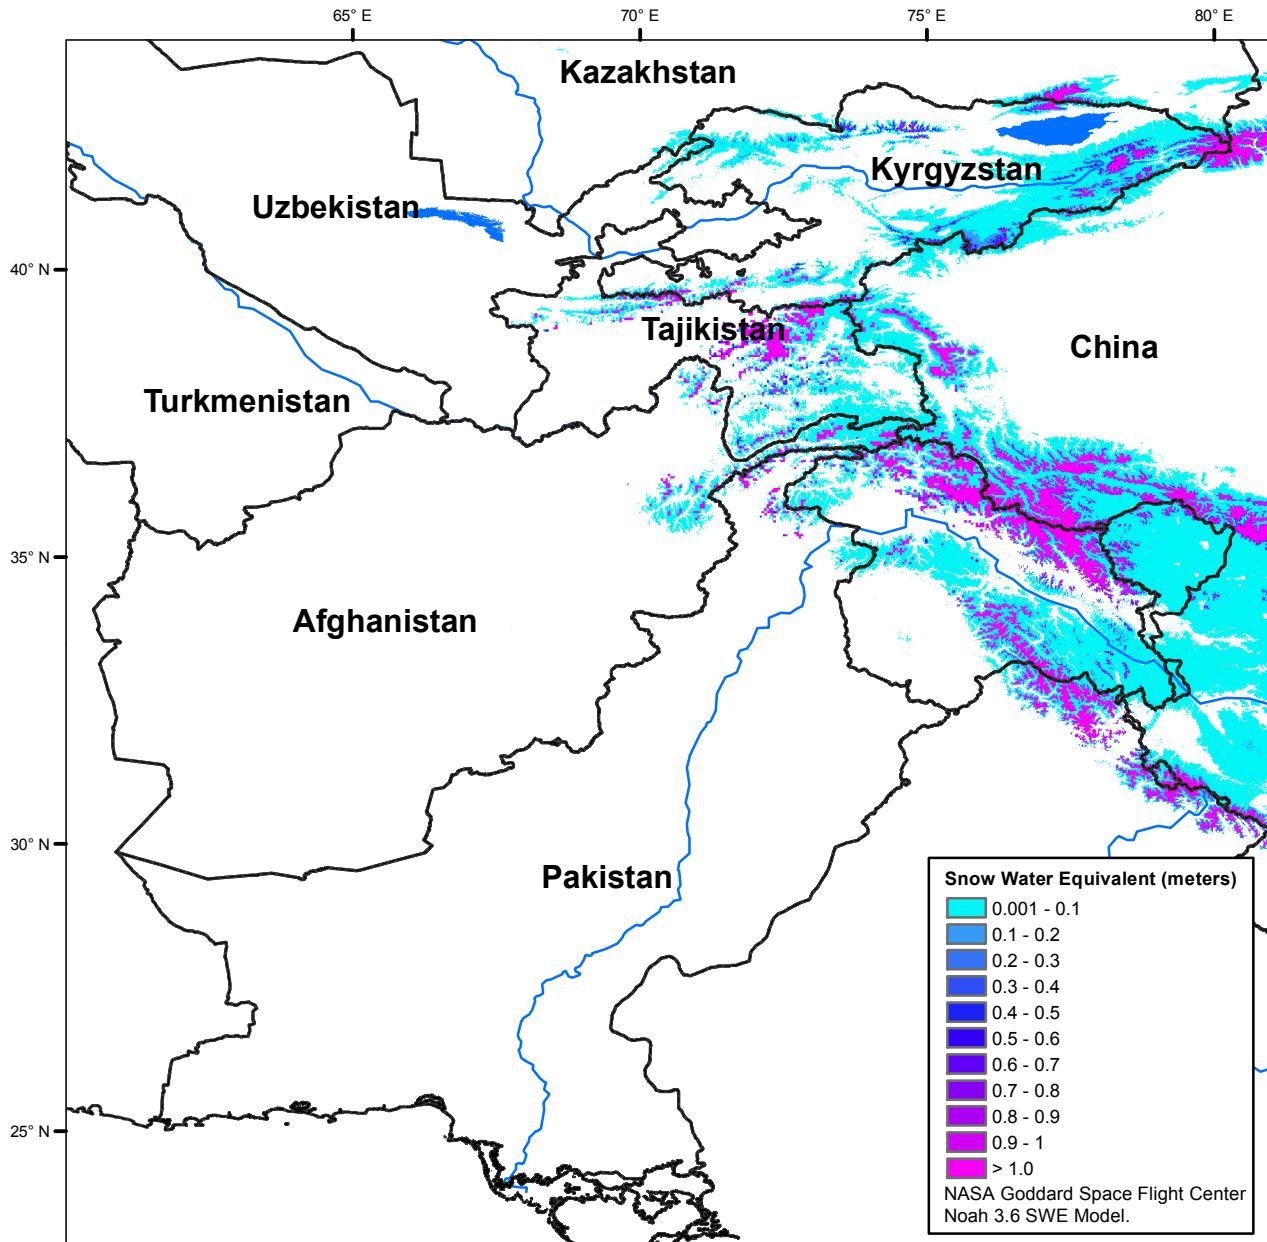 65° E
70° E
75° E
80° E
Kazakhstan
Kyrgyzstan
Uzbekistan
40° N
Tajikistan
China
Turkmenistan
35° N
Afghanistan
30° N
Pakistan
25° N
Snow Water Equivalent (meters)
0.001 - 0.1
0.1 - 0.2
0.2 - 0.3
0.3 - 0.4
0.4 - 0.5
0.5 - 0.6
0.6 - 0.7
0.7 - 0.8
0.8 - 0.9
0.9 - 1
> 1.0
NASA Goddard Space Flight Center
Noah 3.6 SWE Model.